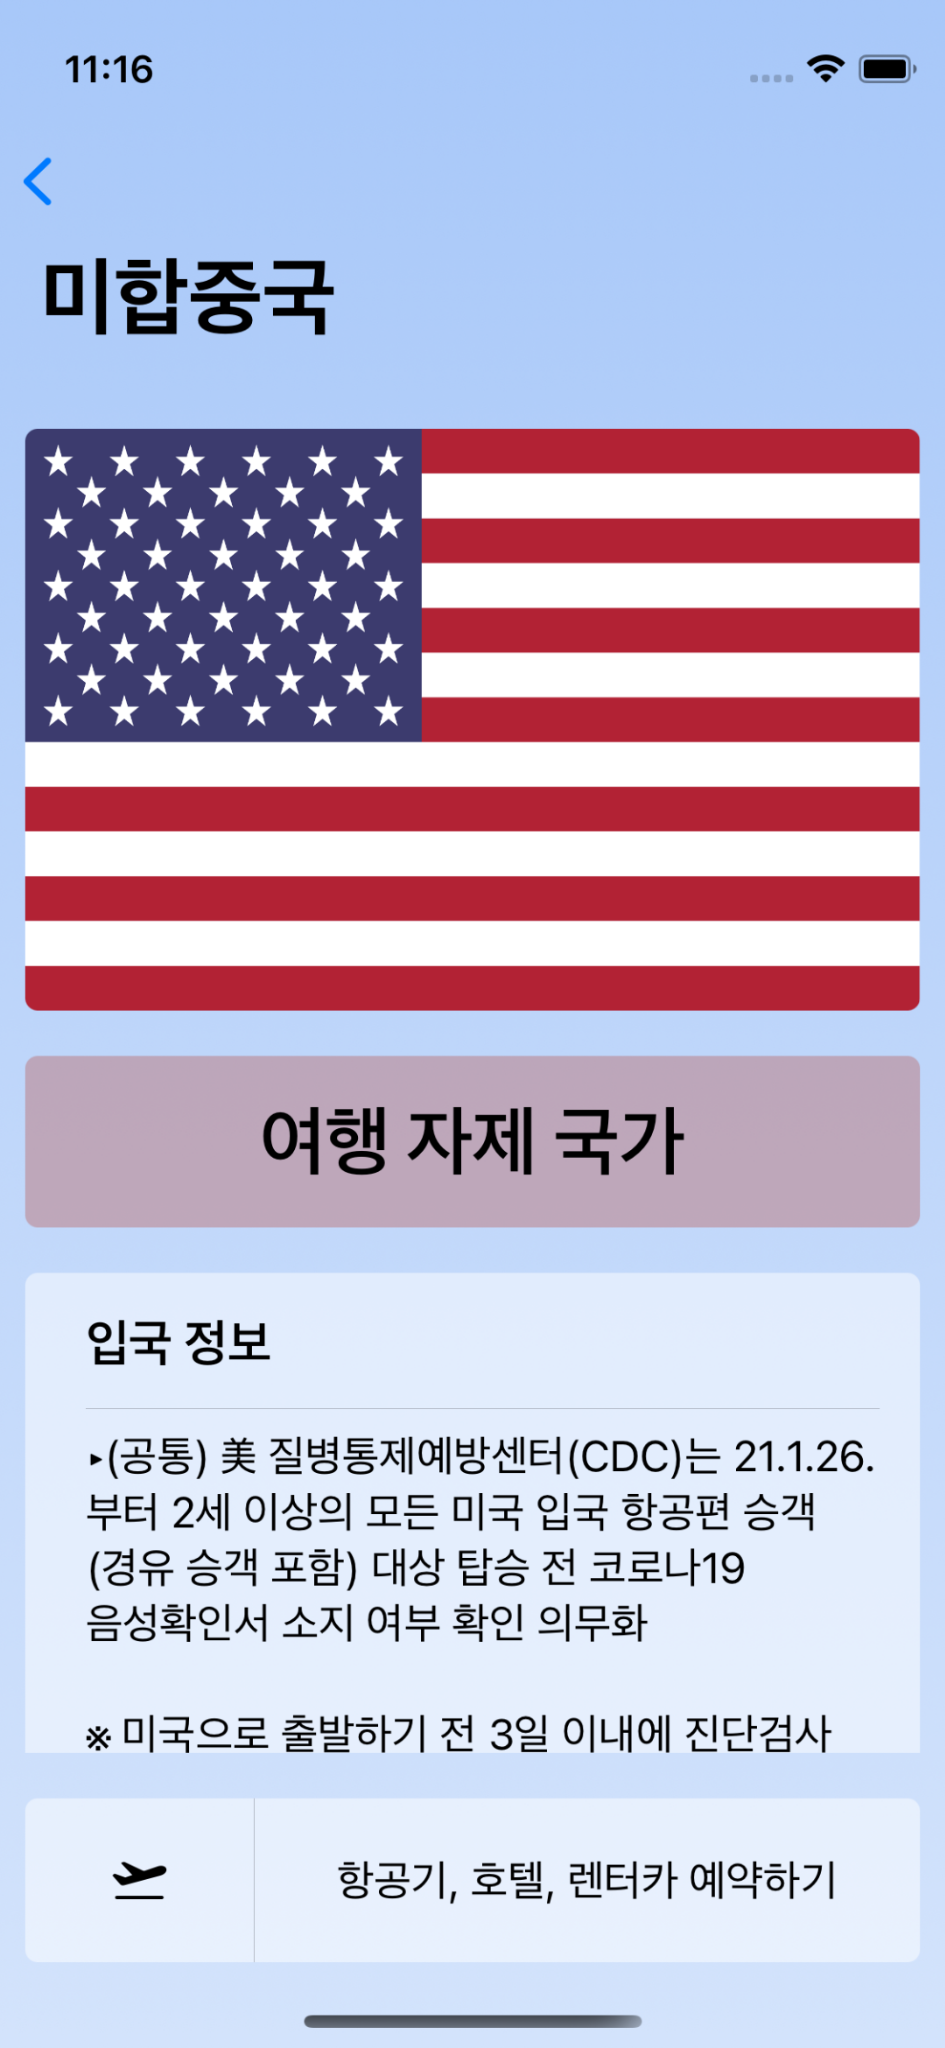 11:16
미합중국
여행 자제 국가
입국 정보
▸(공통) 美 질병통제예방센터(CDC)는 21.1.26.
부터 2세 이상의 모든 미국 입국 항공편 승객
(경유 승객 포함) 대상 탑승 전 코로나19
음성확인서 소지 여부 확인 의무화
※ 미국으로 출발하기 전 3일 이내에 진단검사
항공기, 호텔, 렌터카 예약하기